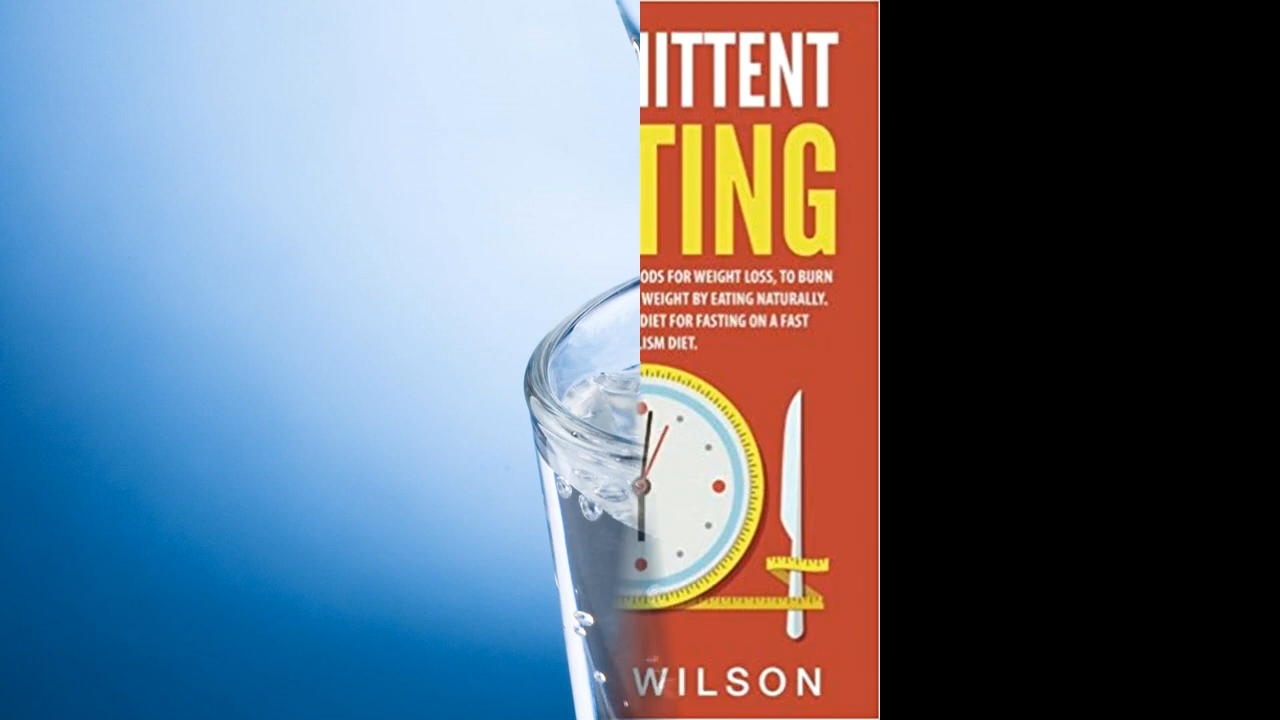 IITTENT
TING
ODS FOR WEIGHT LOSS, TO BURN
WEIGHT BY EATING NATURALLY.
DIET FOR FASTING ON A FAST
LISM DIET.
WILSON